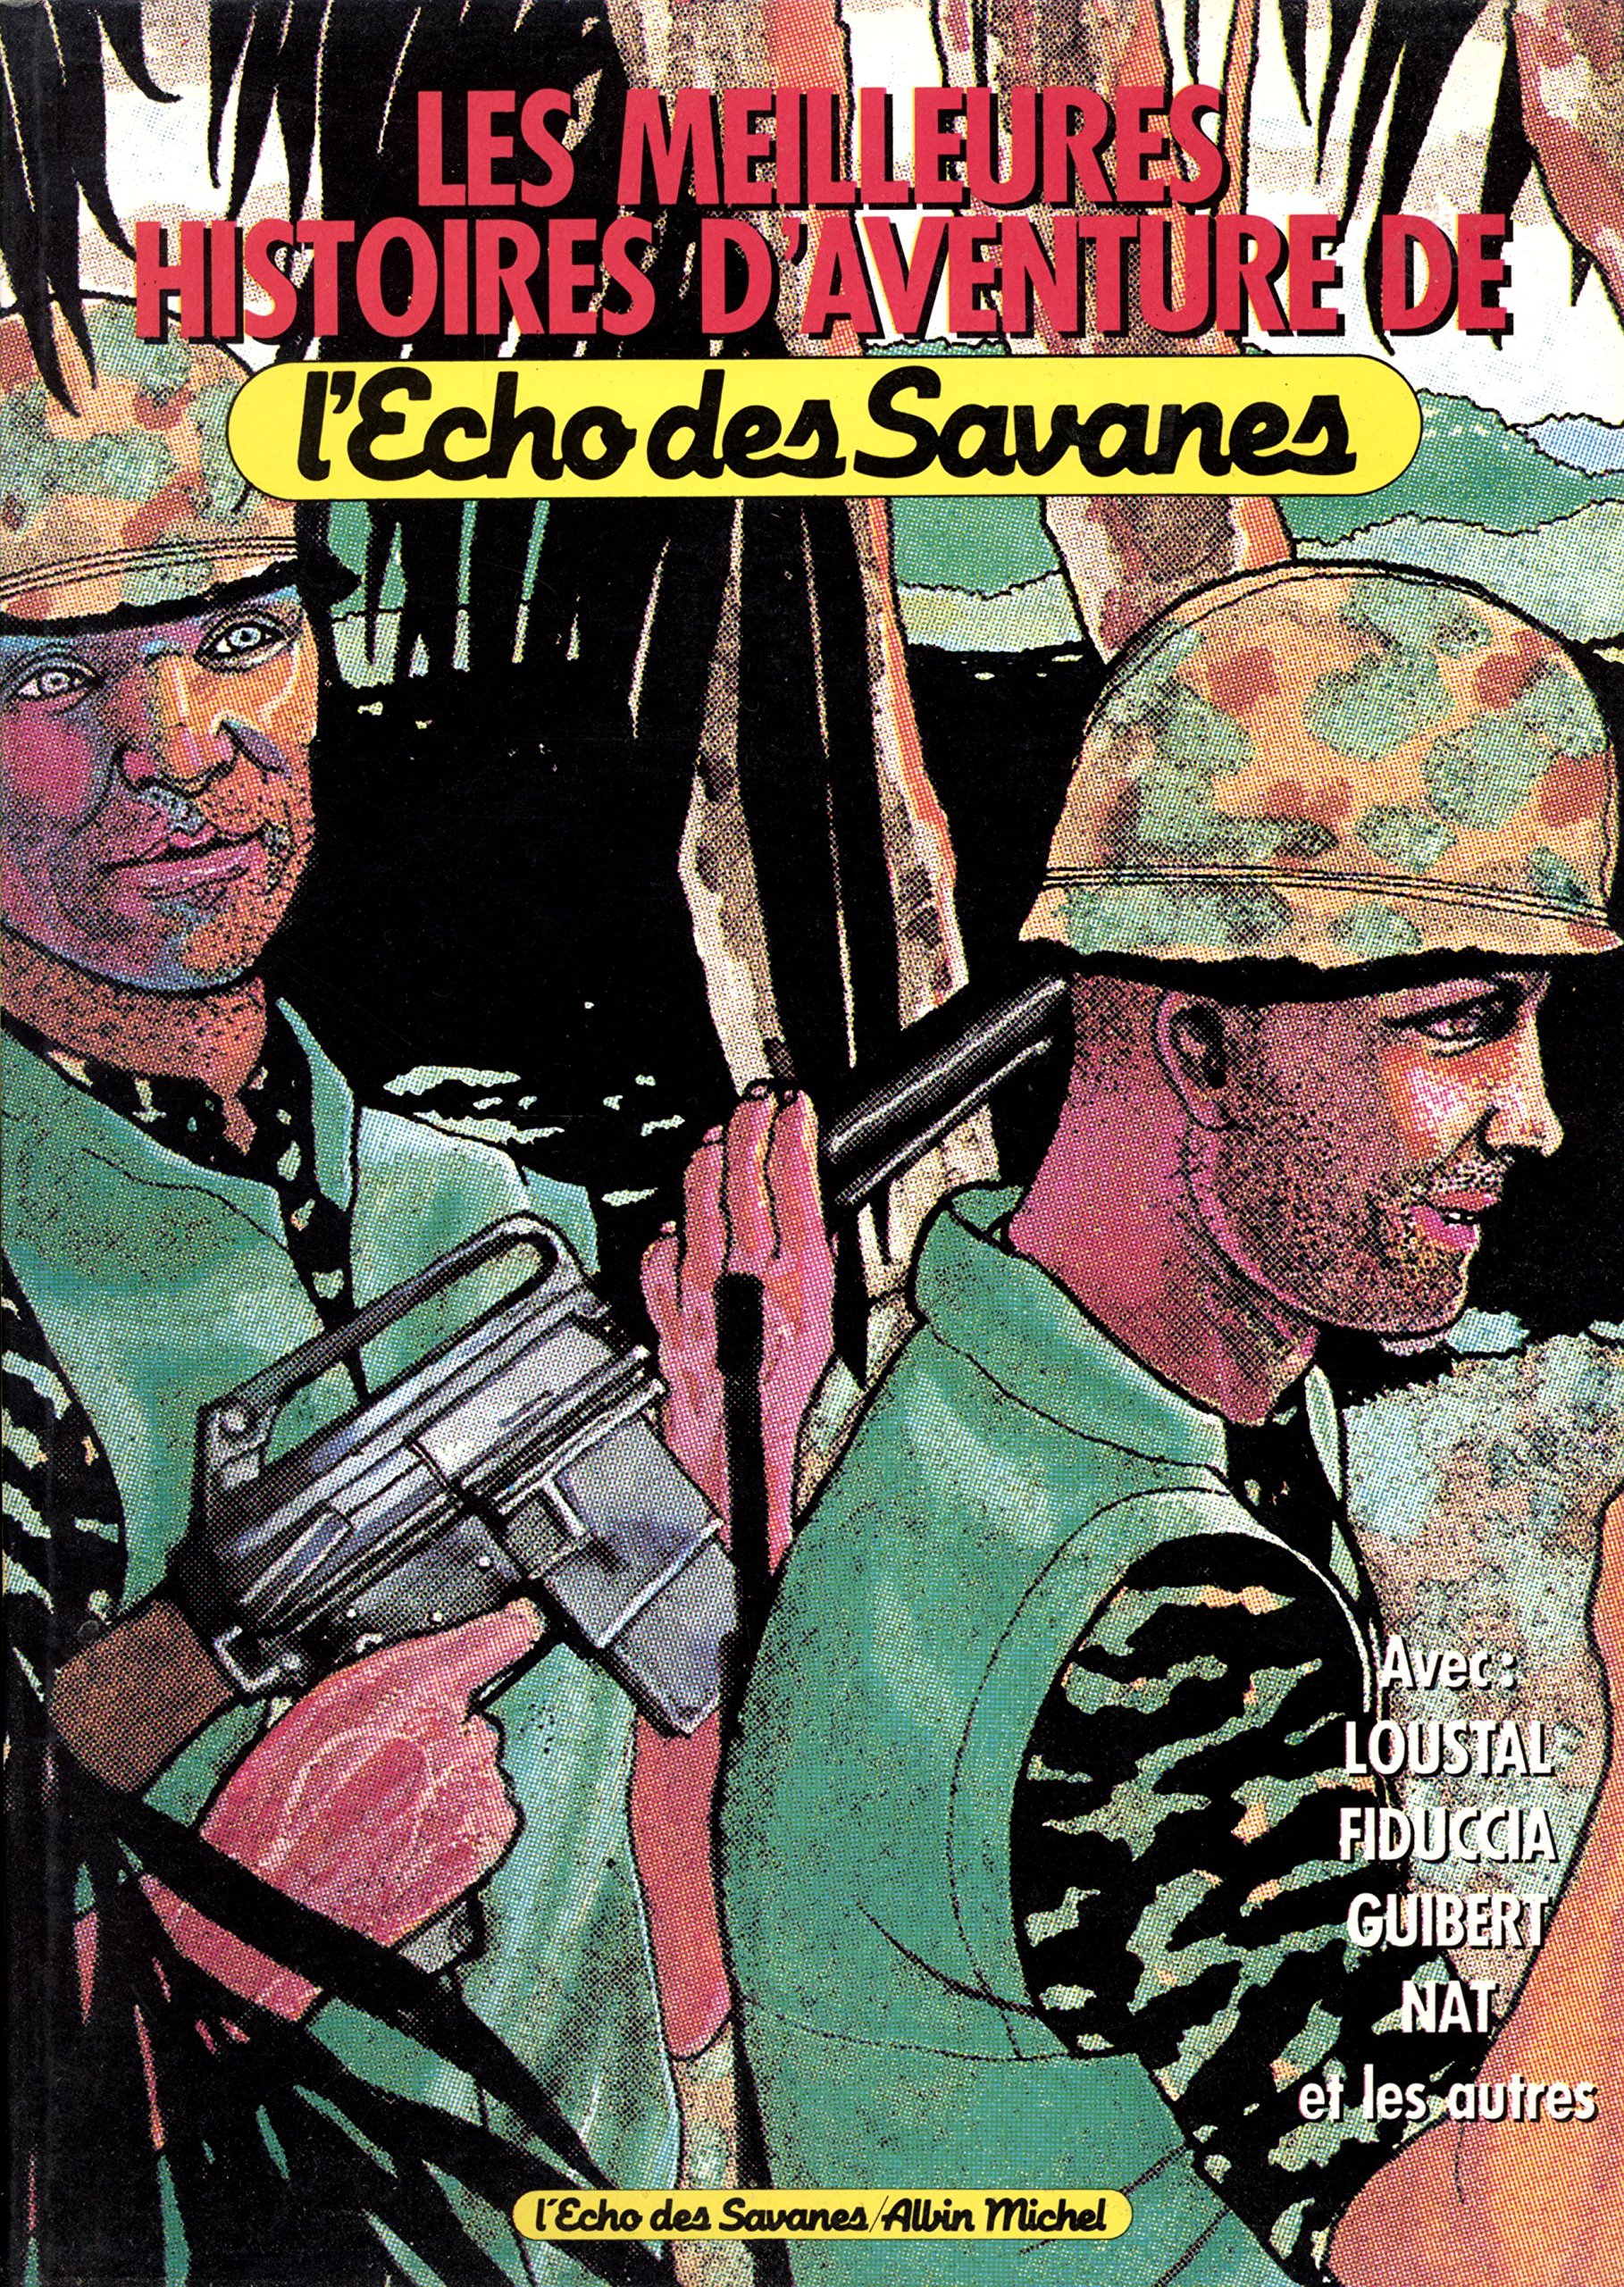 LES MEILLEURES
HISTOIRES D'AVENTURE DE
l'Echo des Savanes
Avec:
LOUSTAL
FIDUCCIA
GUIBERT
NAT
et les autres
l'Echo des Savanes/Albin Michel